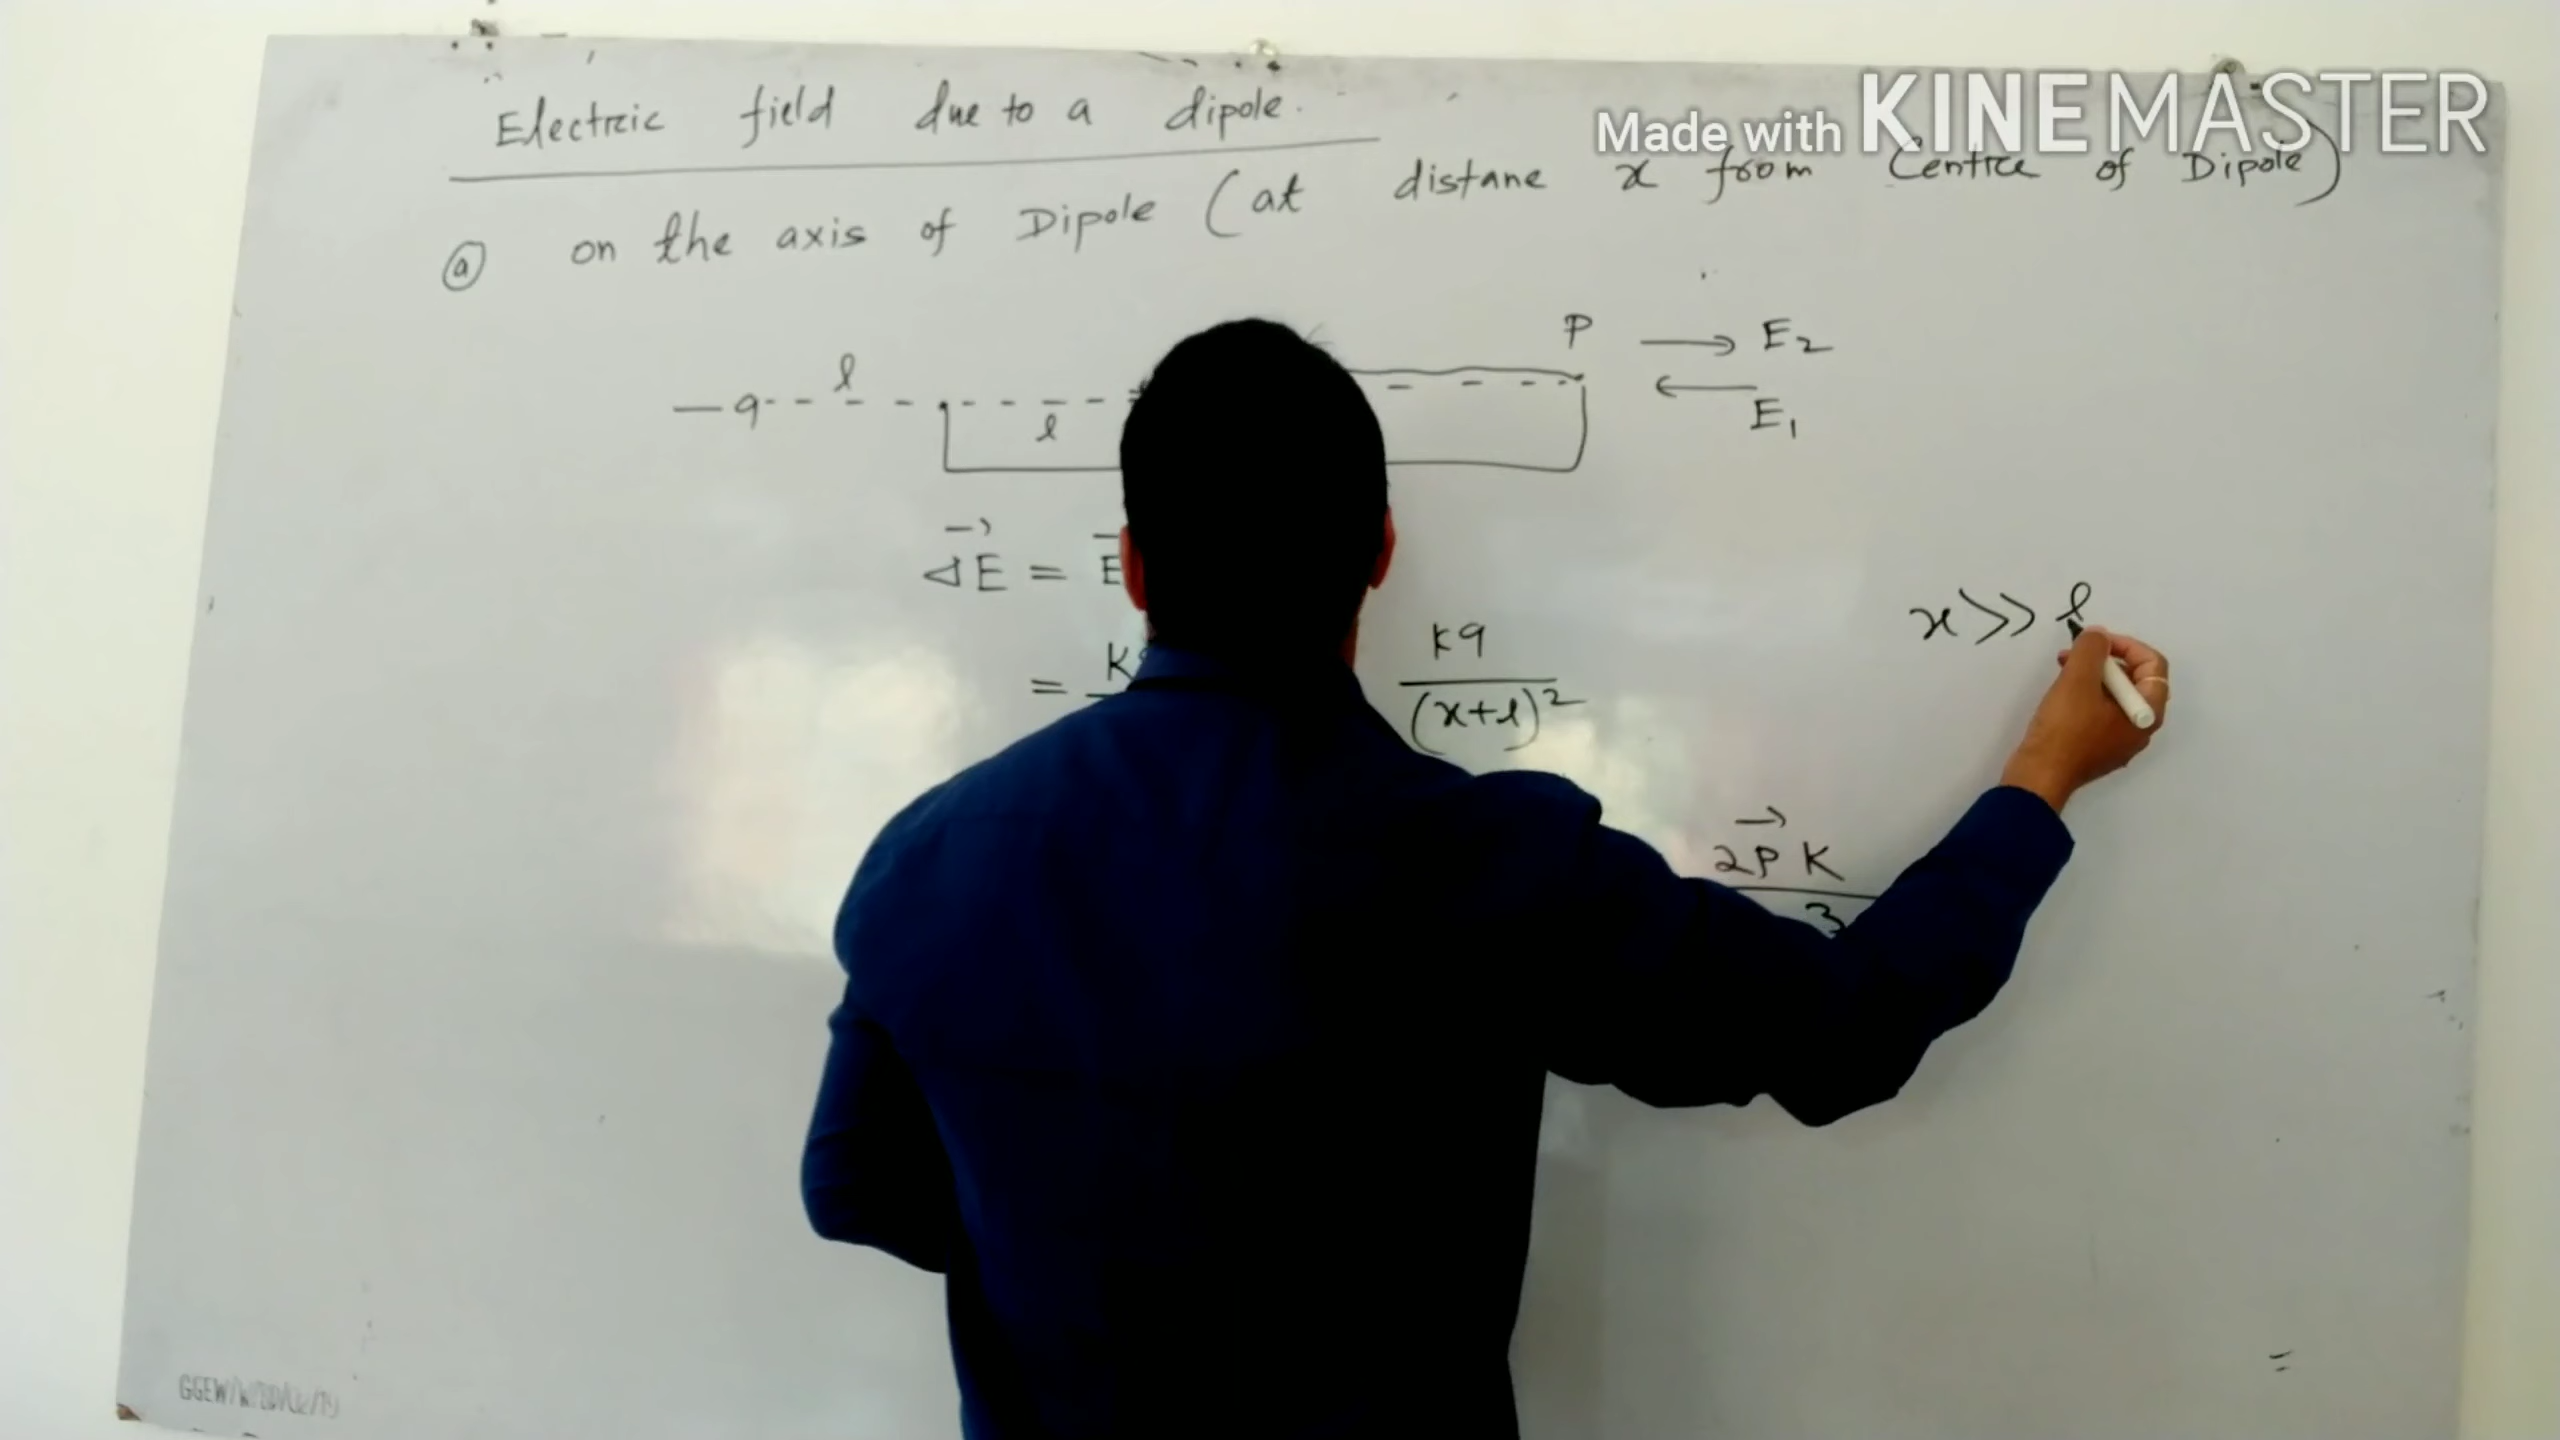 Made with KINEMASTER
Electric field due to a dipole.
(a) on the axis of Dipole (at distane x from Centre of Dipole)
P → E₂
← E₁
l
-q
l
ΔE⃗ = E
= K
Kq
(x+l)²
x >> l
2p⃗ K
3
=